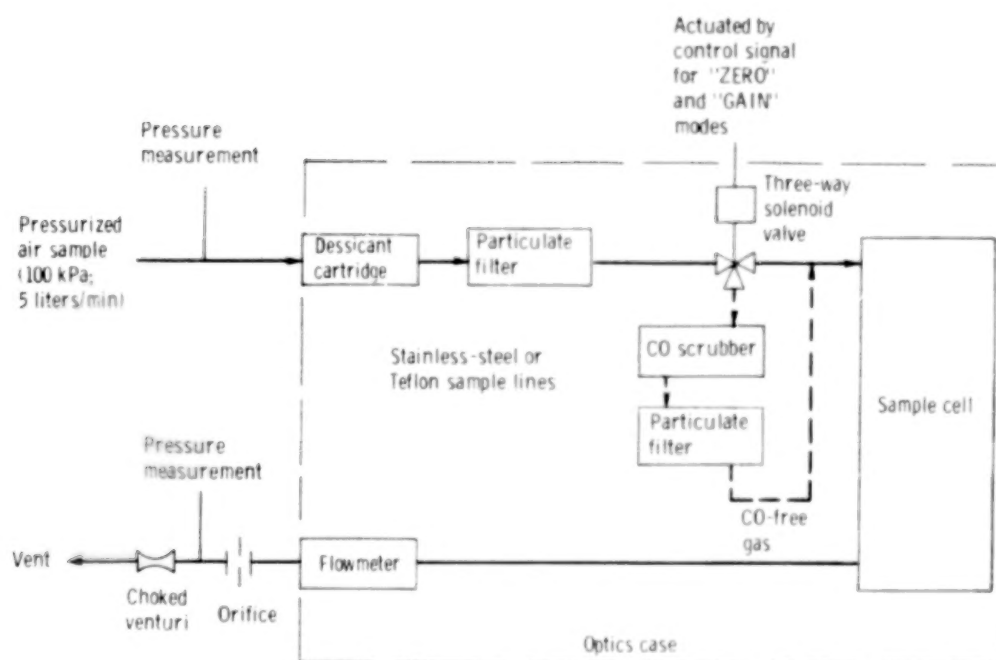 Actuated by
control signal
for "ZERO"
and "GAIN"
modes
Pressure
measurement
Three-way
solenoid
valve
Pressurized
air sample
(100 kPa;
5 liters/min)
Dessicant
cartridge
Particulate
filter
Stainless-steel or
Teflon sample lines
CO scrubber
Particulate
filter
Sample cell
CO-free
gas
Pressure
measurement
Vent
Choked
venturi
Orifice
Flowmeter
Optics case